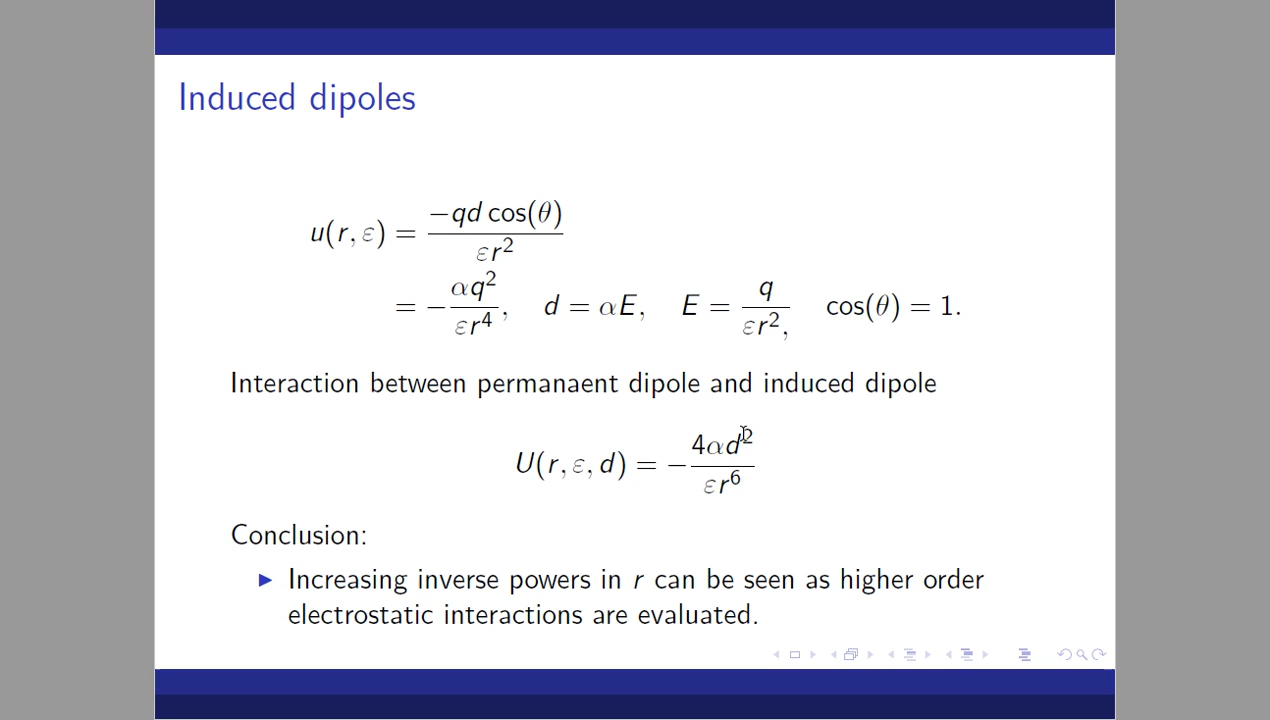 Induced dipoles
u(r, ε) = −qd cos(θ) / εr²
= − αq² / εr⁴, d = αE, E = q / εr², cos(θ) = 1.
Interaction between permanaent dipole and induced dipole
U(r, ε, d) = − 4αd² / εr⁶
Conclusion:
Increasing inverse powers in r can be seen as higher order
electrostatic interactions are evaluated.